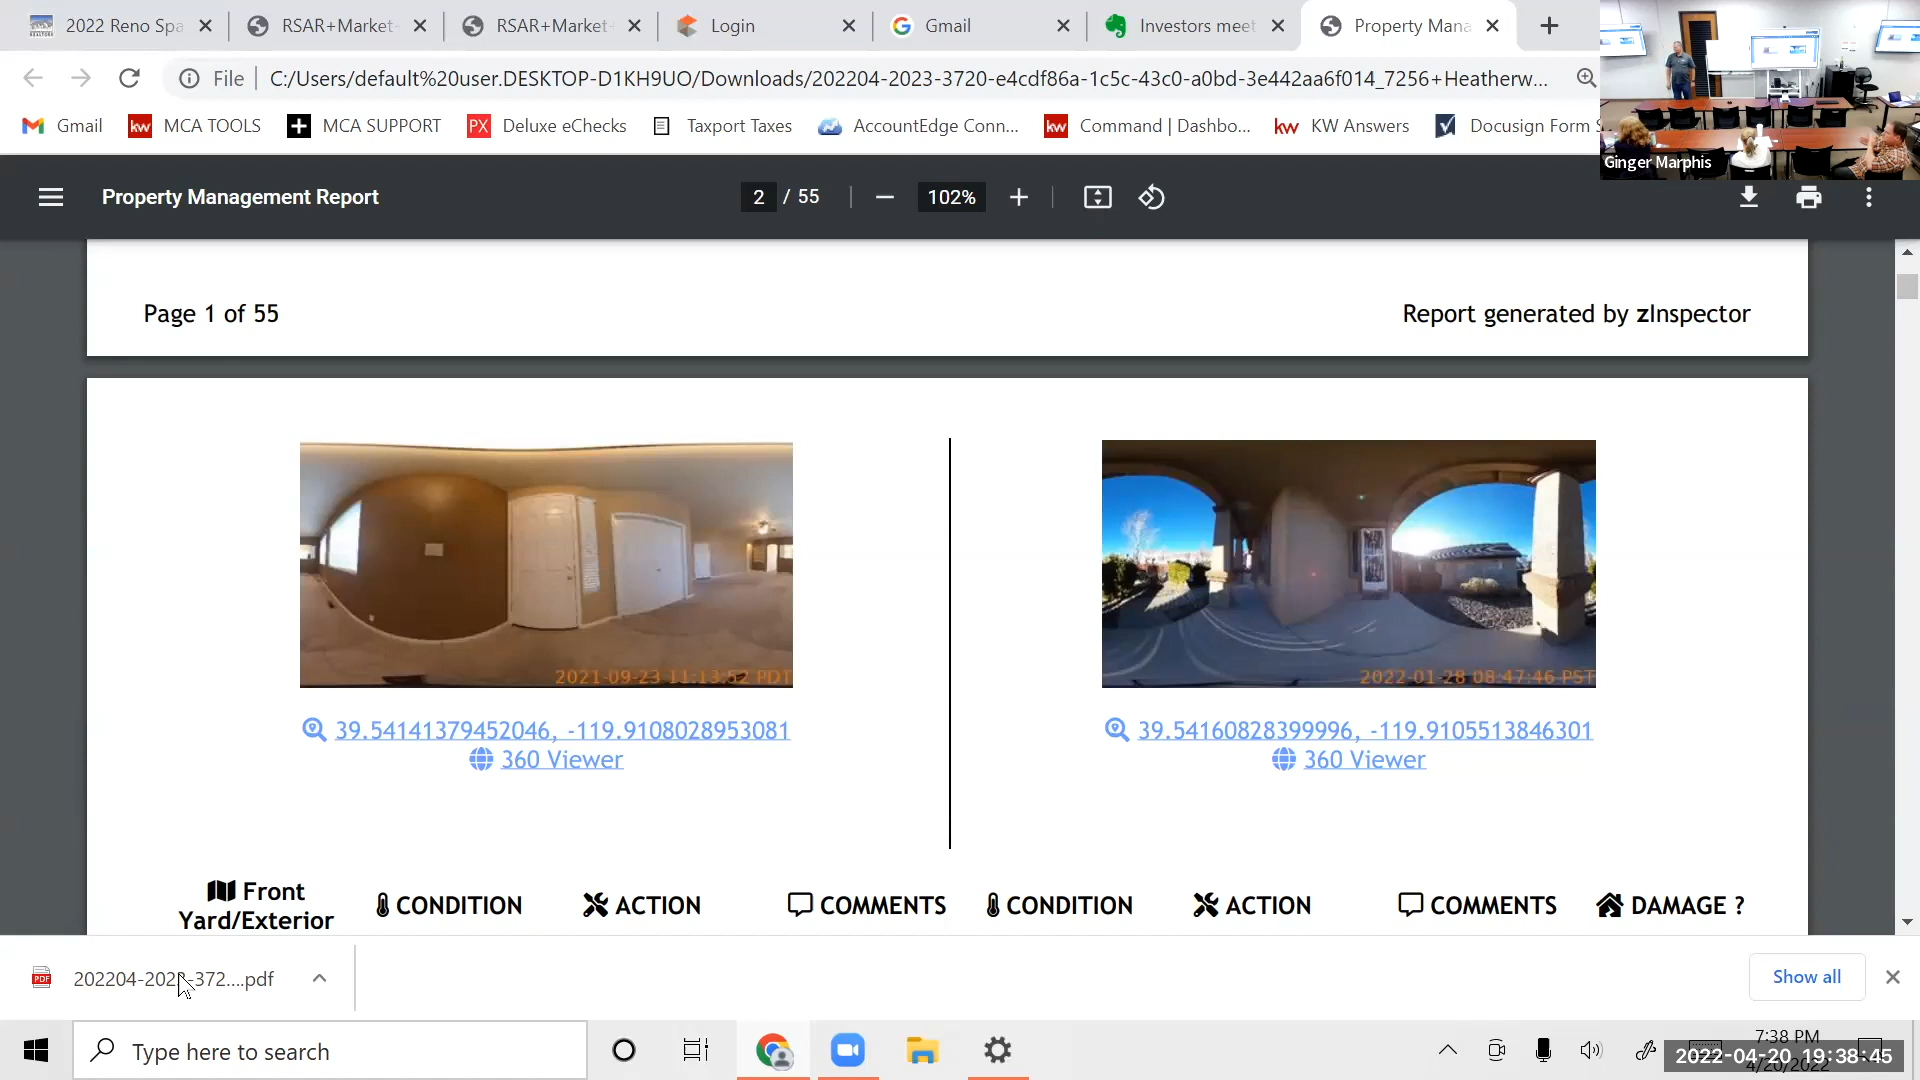 2022 Reno Spa
RSAR+Market-
RSAR+Market-
Login
Gmail
Investors meet
Property Mana
File
C:/Users/default%20user.DESKTOP-D1KH9UO/Downloads/202204-2023-3720-e4cdf86a-1c5c-43c0-a0bd-3e442aa6f014_7256+Heatherw...
Gmail
kw MCA TOOLS
MCA SUPPORT
PX Deluxe eChecks
Taxport Taxes
AccountEdge Conn...
kw Command | Dashbo...
kw KW Answers
Docusign Form S
Ginger Marphis
Property Management Report
2 / 55
102%
Page 1 of 55
Report generated by zInspector
2021-09-23 11:13:52 PDT
2022-01-28 08:47:46 PST
39.54141379452046, -119.9108028953081
360 Viewer
39.54160828399996, -119.9105513846301
360 Viewer
Front
Yard/Exterior
CONDITION
ACTION
COMMENTS
CONDITION
ACTION
COMMENTS
DAMAGE ?
PDF
202204-2023-372....pdf
Show all
Type here to search
7:38 PM
4/20/2022
2022-04-20 19:38:45